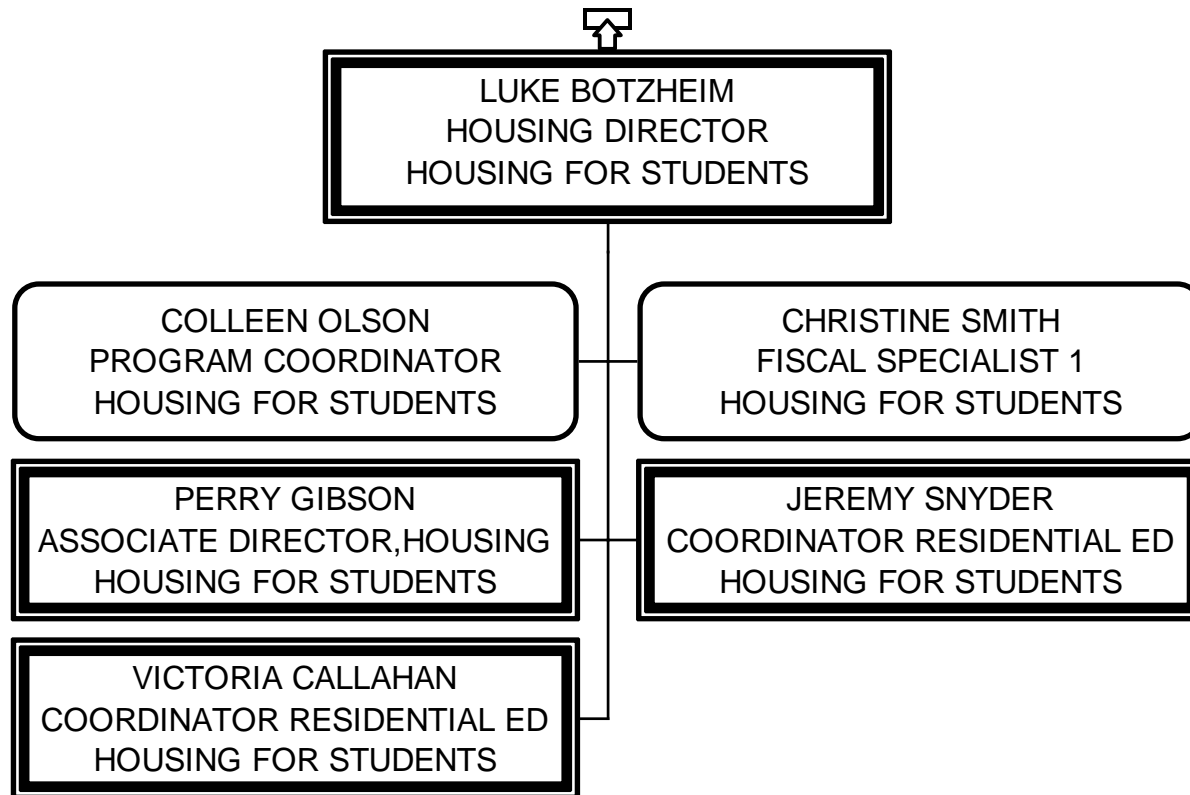 LUKE BOTZHEIM
HOUSING DIRECTOR
HOUSING FOR STUDENTS
COLLEEN OLSON
PROGRAM COORDINATOR
HOUSING FOR STUDENTS
CHRISTINE SMITH
FISCAL SPECIALIST 1
HOUSING FOR STUDENTS
PERRY GIBSON
ASSOCIATE DIRECTOR,HOUSING
HOUSING FOR STUDENTS
JEREMY SNYDER
COORDINATOR RESIDENTIAL ED
HOUSING FOR STUDENTS
VICTORIA CALLAHAN
COORDINATOR RESIDENTIAL ED
HOUSING FOR STUDENTS